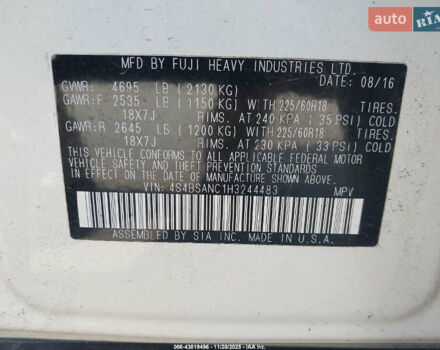 RIA.com
MFD BY FUJI HEAVY INDUSTRIES LTD.
GVWR: 4695 LB (2130 KG) DATE: 08/16
GAWR:F 2535 LB (1150 KG) WITH 225/60R18 TIRES.
18X7J RIMS. AT 240 KPA (35 PSI) COLD
GAWR:R 2645 LB (1200 KG) WITH 225/60R18 TIRES.
18X7J RIMS. AT 230 KPA (33 PSI) COLD
THIS VEHICLE CONFORMS TO ALL APPLICABLE FEDERAL MOTOR
VEHICLE SAFETY AND THEFT PREVENTION STANDARDS IN
EFFECT ON THE DATE OF MANUFACTURE SHOWN ABOVE.
VIN: 4S4BSANC1H3244483 MPV
ASSEMBLED BY SIA INC. IN U.S.A.
000-43819496 - 11/20/2025 - IAA Inc.